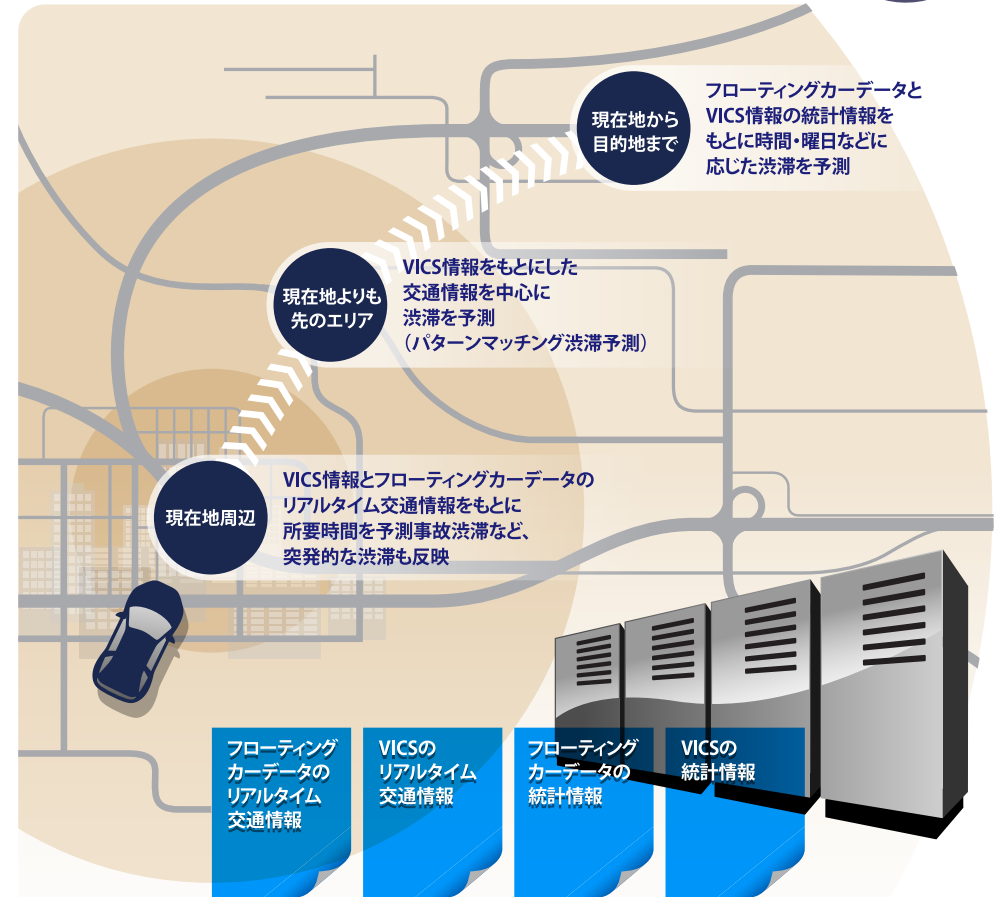 現在地から
目的地まで
フローティングカーデータと
VICS情報の統計情報を
もとに時間・曜日などに
応じた渋滞を予測
現在地よりも
先のエリア
VICS情報をもとにした
交通情報を中心に
渋滞を予測
（パターンマッチング渋滞予測）
現在地周辺
VICS情報とフローティングカーデータの
リアルタイム交通情報をもとに
所要時間を予測事故渋滞など、
突発的な渋滞も反映
フローティング
カーデータの
リアルタイム
交通情報
VICSの
リアルタイム
交通情報
フローティング
カーデータの
統計情報
VICSの
統計情報